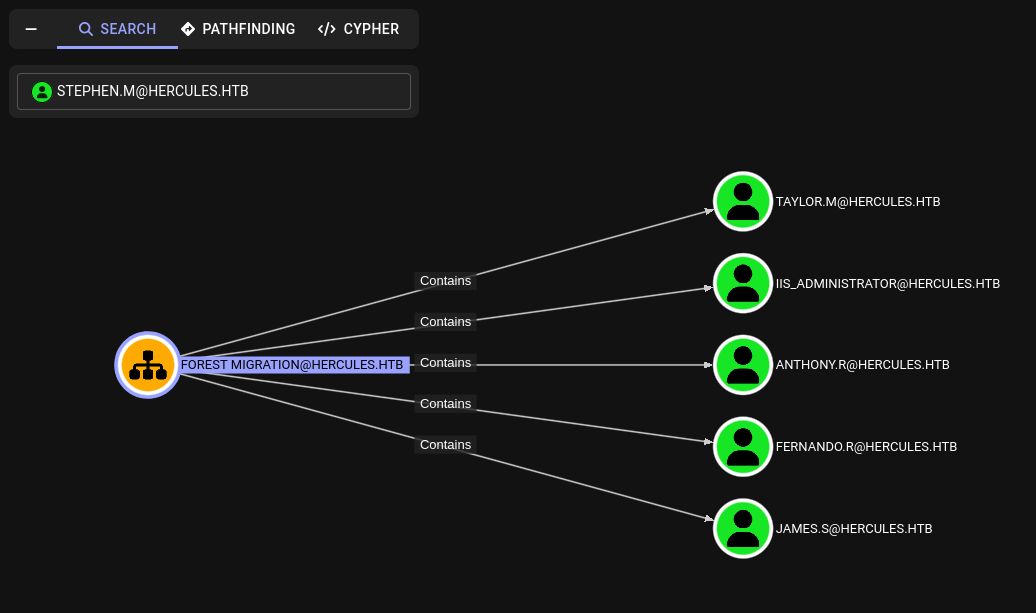 SEARCH PATHFINDING CYPHER
STEPHEN.M@HERCULES.HTB
TAYLOR.M@HERCULES.HTB
Contains
IIS_ADMINISTRATOR@HERCULES.HTB
Contains
FOREST MIGRATION@HERCULES.HTB
Contains
ANTHONY.R@HERCULES.HTB
Contains
FERNANDO.R@HERCULES.HTB
Contains
JAMES.S@HERCULES.HTB